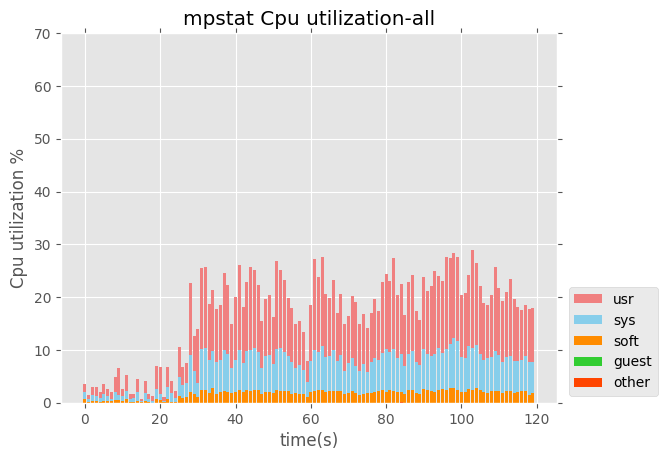 mpstat Cpu utilization-all
70
60
50
40
30
20
10
0
Cpu utilization %
0 20 40 60 80 100 120
time(s)
usr
sys
soft
guest
other